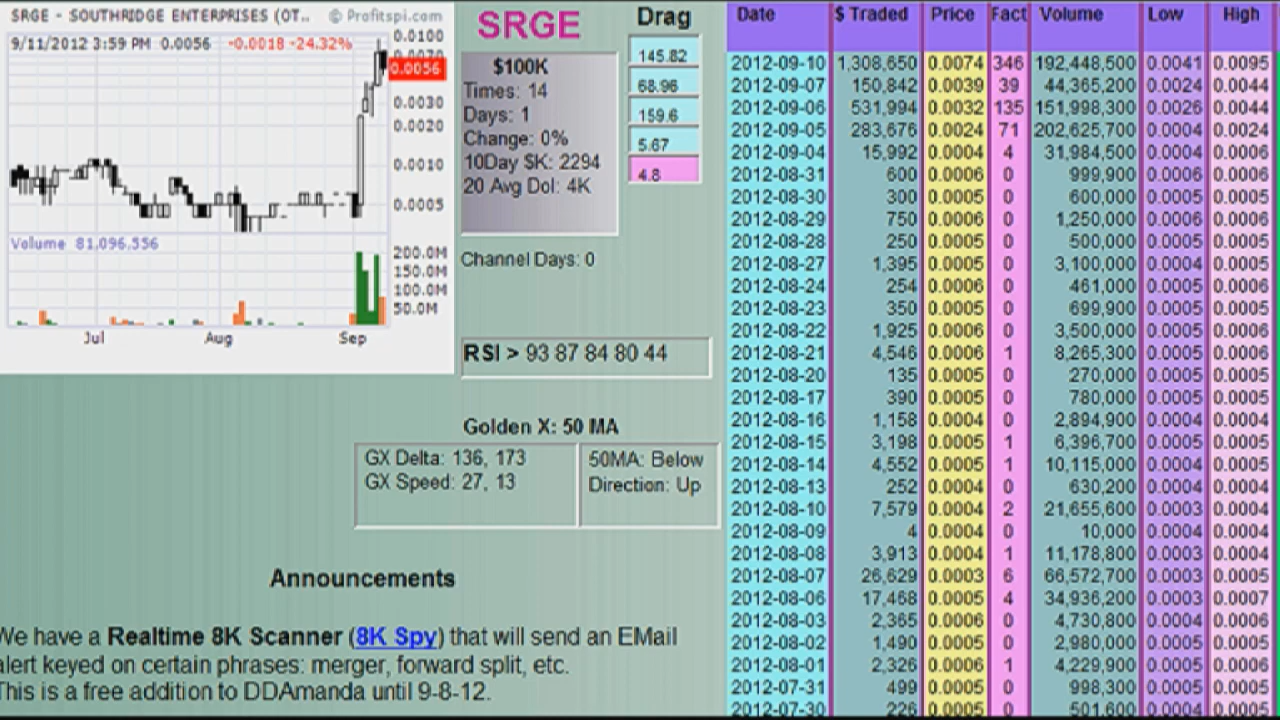 SRGE - SOUTHRIDGE ENTERPRISES (OT.. © Profitspi.com
9/11/2012 3:59 PM 0.0056 -0.0018 -24.32%
0.0100
0.0070
0.0056
0.0030
0.0020
0.0010
0.0005
Volume 81,096,556
200.0M
150.0M
100.0M
50.0M
Jul Aug Sep
SRGE
$100K
Times: 14
Days: 1
Change: 0%
10Day $K: 2294
20 Avg Dol: 4K
Drag
145.82
68.96
159.6
5.67
4.8
Channel Days: 0
RSI > 93 87 84 80 44
Golden X: 50 MA
GX Delta: 136, 173
GX Speed: 27, 13
50MA: Below
Direction: Up
Announcements
We have a Realtime 8K Scanner (8K Spy) that will send an EMail
alert keyed on certain phrases: merger, forward split, etc.
This is a free addition to DDAmanda until 9-8-12.
Date $ Traded Price Fact Volume Low High
2012-09-10 1,308,650 0.0074 346 192,448,500 0.0041 0.0095
2012-09-07 150,842 0.0039 39 44,365,200 0.0024 0.0044
2012-09-06 531,994 0.0032 135 151,998,300 0.0026 0.0044
2012-09-05 283,676 0.0024 71 202,625,700 0.0004 0.0024
2012-09-04 15,992 0.0004 4 31,984,500 0.0004 0.0006
2012-08-31 600 0.0006 0 999,900 0.0006 0.0006
2012-08-30 300 0.0005 0 600,000 0.0005 0.0005
2012-08-29 750 0.0006 0 1,250,000 0.0006 0.0006
2012-08-28 250 0.0005 0 500,000 0.0005 0.0005
2012-08-27 1,395 0.0005 0 3,100,000 0.0004 0.0005
2012-08-24 254 0.0006 0 461,000 0.0005 0.0006
2012-08-23 350 0.0005 0 699,900 0.0005 0.0005
2012-08-22 1,925 0.0006 0 3,500,000 0.0005 0.0006
2012-08-21 4,546 0.0006 1 8,265,300 0.0005 0.0006
2012-08-20 135 0.0005 0 270,000 0.0005 0.0005
2012-08-17 390 0.0005 0 780,000 0.0005 0.0005
2012-08-16 1,158 0.0004 0 2,894,900 0.0004 0.0004
2012-08-15 3,198 0.0005 1 6,396,700 0.0005 0.0005
2012-08-14 4,552 0.0005 1 10,115,000 0.0004 0.0005
2012-08-13 252 0.0004 0 630,200 0.0004 0.0004
2012-08-10 7,579 0.0004 2 21,655,600 0.0003 0.0004
2012-08-09 4 0.0004 0 10,000 0.0004 0.0004
2012-08-08 3,913 0.0004 1 11,178,800 0.0003 0.0004
2012-08-07 26,629 0.0003 6 66,572,700 0.0003 0.0005
2012-08-06 17,468 0.0005 4 34,936,200 0.0003 0.0007
2012-08-03 2,365 0.0006 0 4,730,800 0.0004 0.0006
2012-08-02 1,490 0.0005 0 2,980,000 0.0005 0.0005
2012-08-01 2,326 0.0006 1 4,229,900 0.0005 0.0006
2012-07-31 499 0.0005 0 998,300 0.0004 0.0005
2012-07-30 226 0.0005 0 501,600 0.0004 0.0005